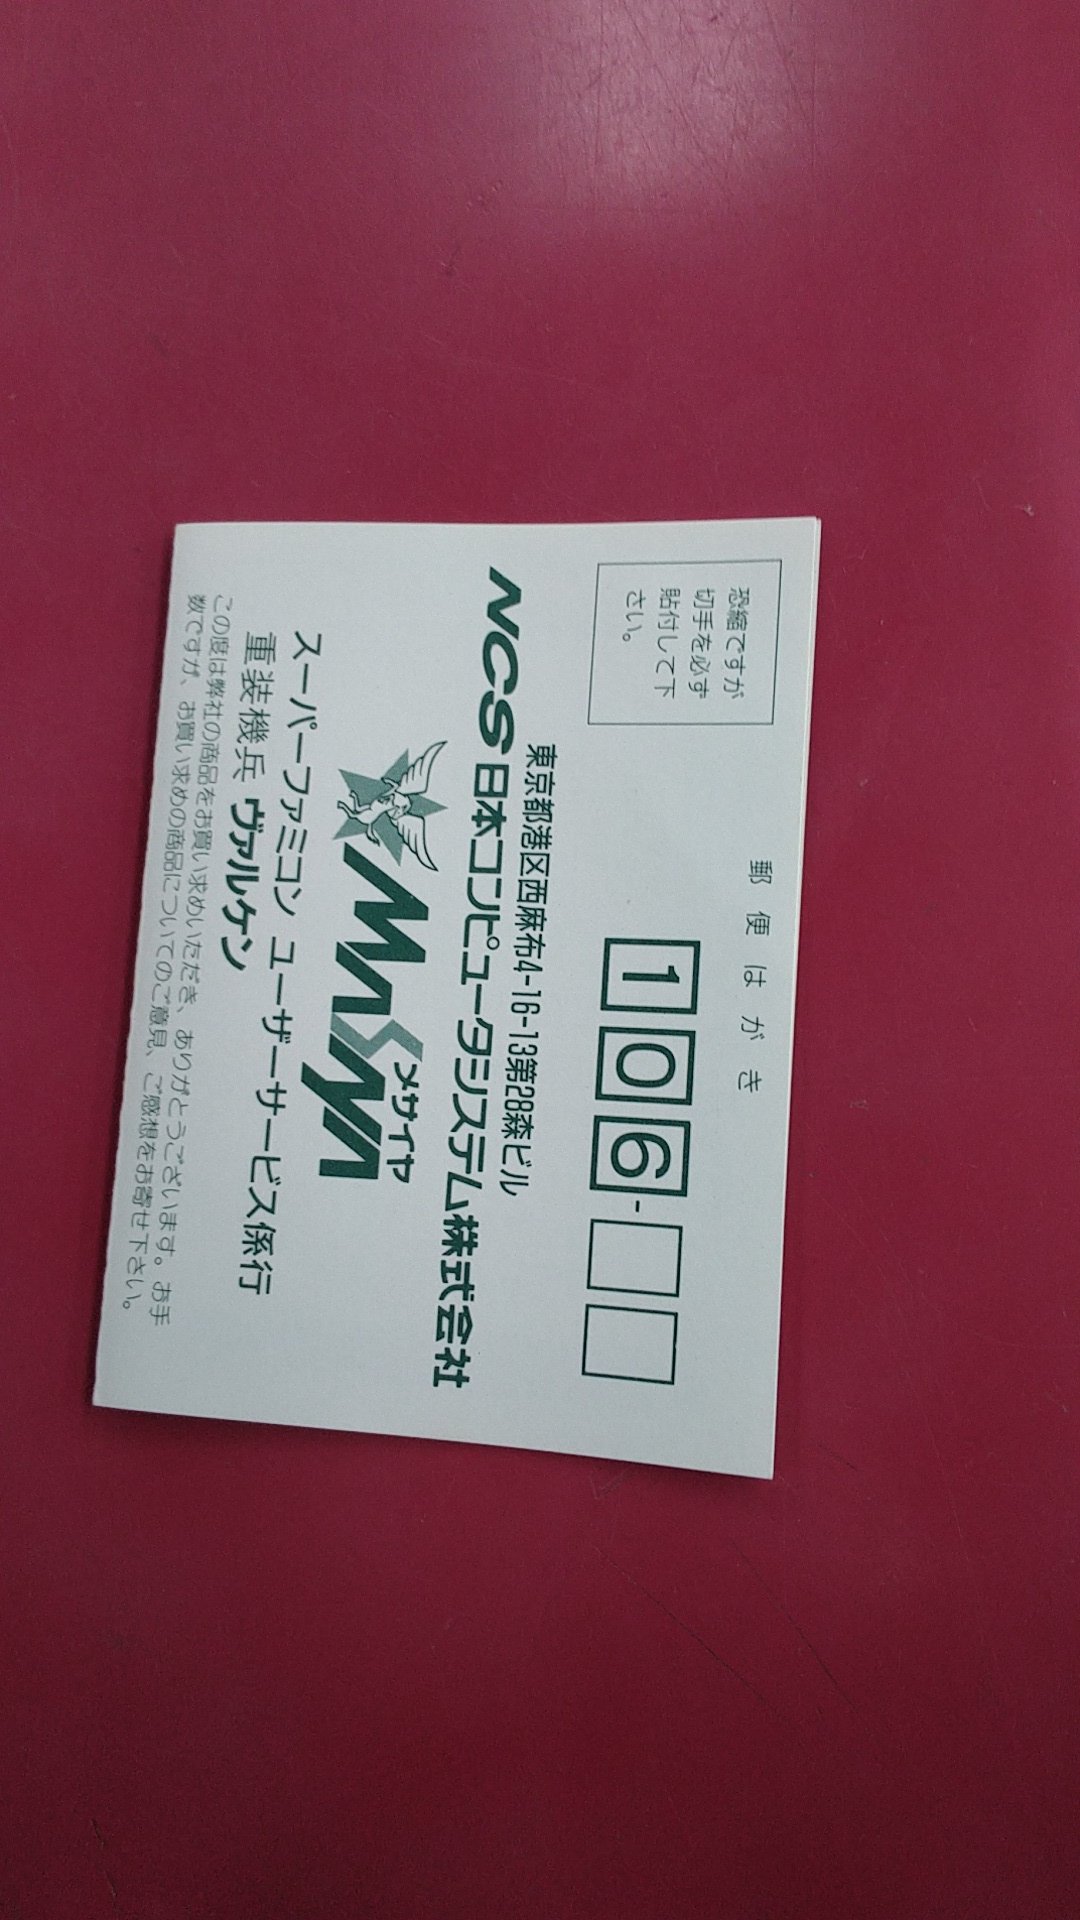 郵便はがき
恐縮ですが
切手を必ず
貼付して下
さい。
106-
東京都港区西麻布4-16-13第28森ビル
NCS日本コンピュータシステム株式会社
メサイヤ
MASAYA
スーパーファミコン ユーザーサービス係行
重装機兵 ヴァルケン
この度は弊社の商品をお買い求めいただき、ありがとうございます。お手
数ですが、お買い求めの商品についてのご意見、ご感想をお寄せ下さい。